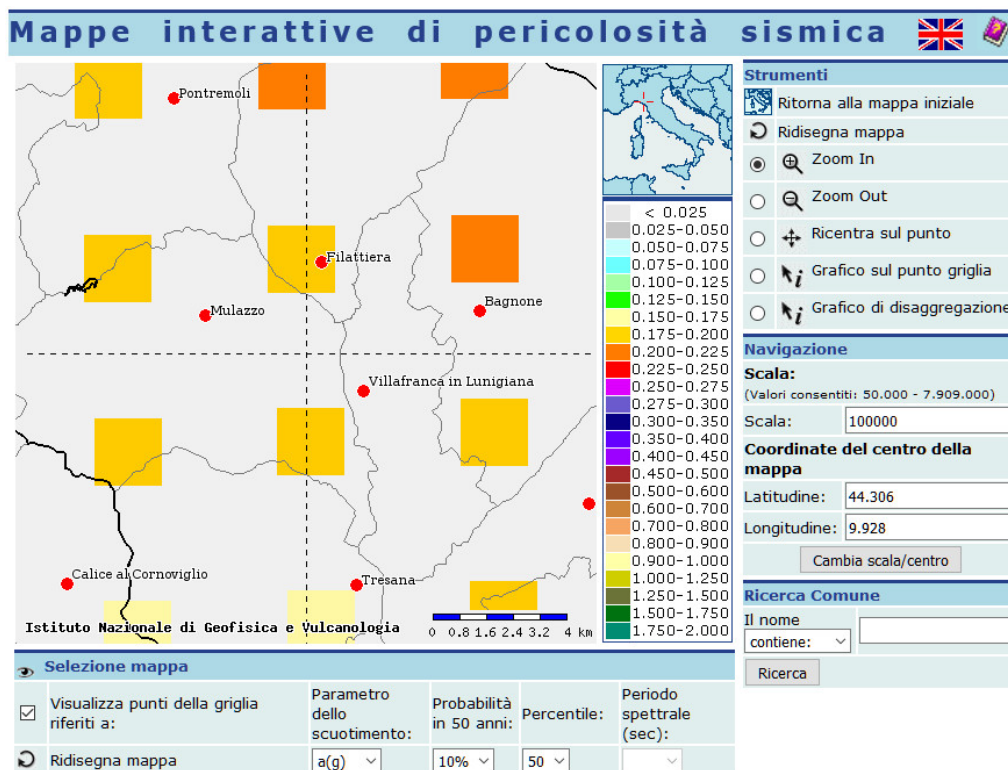 Mappe interattive di pericolosità sismica
Pontremoli
Filattiera
Mulazzo
Bagnone
Villafranca in Lunigiana
Calice al Cornoviglio
Tresana
Istituto Nazionale di Geofisica e Vulcanologia
0 0.8 1.6 2.4 3.2 4 km
< 0.025
0.025-0.050
0.050-0.075
0.075-0.100
0.100-0.125
0.125-0.150
0.150-0.175
0.175-0.200
0.200-0.225
0.225-0.250
0.250-0.275
0.275-0.300
0.300-0.350
0.350-0.400
0.400-0.450
0.450-0.500
0.500-0.600
0.600-0.700
0.700-0.800
0.800-0.900
0.900-1.000
1.000-1.250
1.250-1.500
1.500-1.750
1.750-2.000
Strumenti
Ritorna alla mappa iniziale
Ridisegna mappa
Zoom In
Zoom Out
Ricentra sul punto
Grafico sul punto griglia
Grafico di disaggregazione
Navigazione
Scala:
(Valori consentiti: 50.000 - 7.909.000)
Scala: 100000
Coordinate del centro della
mappa
Latitudine: 44.306
Longitudine: 9.928
Cambia scala/centro
Ricerca Comune
Il nome
contiene:
Ricerca
Selezione mappa
Visualizza punti della griglia
riferiti a:
Parametro
dello
scuotimento:
Probabilità
in 50 anni:
Percentile:
Periodo
spettrale
(sec):
Ridisegna mappa
a(g)
10%
50